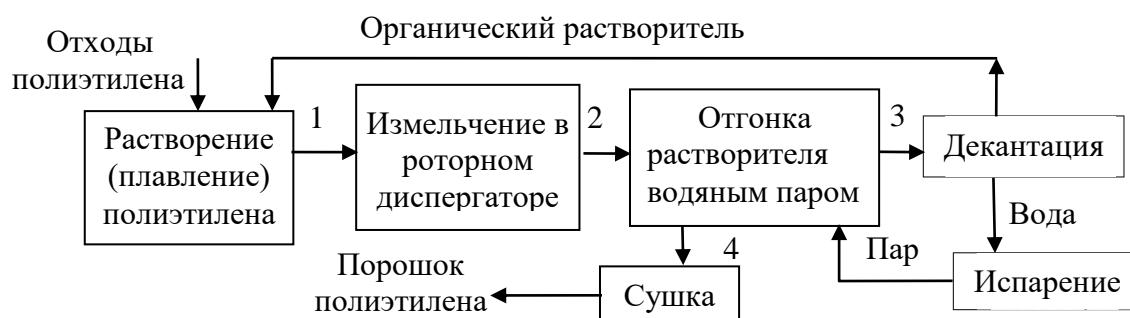 Органический растворитель
Отходы
полиэтилена
Растворение
(плавление)
полиэтилена
1
Измельчение в
роторном
диспергаторе
2
Отгонка
растворителя
водяным паром
3
Декантация
Вода
Пар
Испарение
4
Порошок
полиэтилена
Сушка